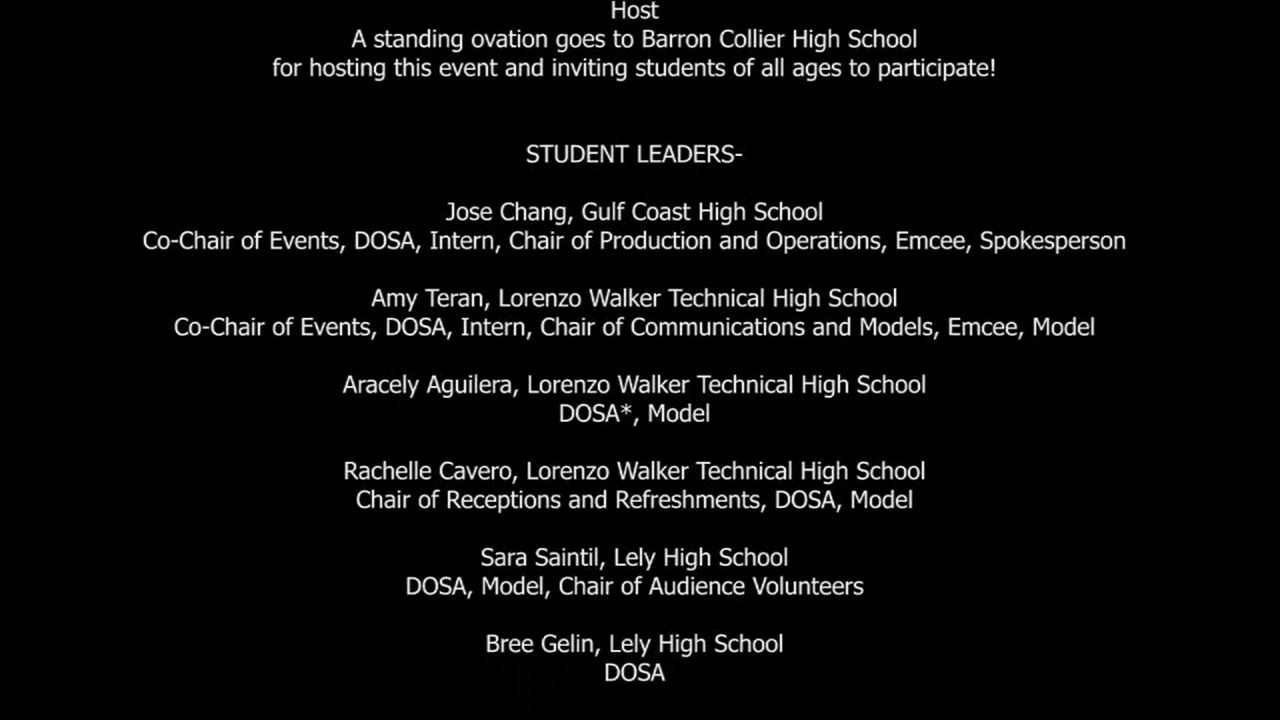 Host
A standing ovation goes to Barron Collier High School
for hosting this event and inviting students of all ages to participate!
STUDENT LEADERS-
Jose Chang, Gulf Coast High School
Co-Chair of Events, DOSA, Intern, Chair of Production and Operations, Emcee, Spokesperson
Amy Teran, Lorenzo Walker Technical High School
Co-Chair of Events, DOSA, Intern, Chair of Communications and Models, Emcee, Model
Aracely Aguilera, Lorenzo Walker Technical High School
DOSA*, Model
Rachelle Cavero, Lorenzo Walker Technical High School
Chair of Receptions and Refreshments, DOSA, Model
Sara Saintil, Lely High School
DOSA, Model, Chair of Audience Volunteers
Bree Gelin, Lely High School
DOSA